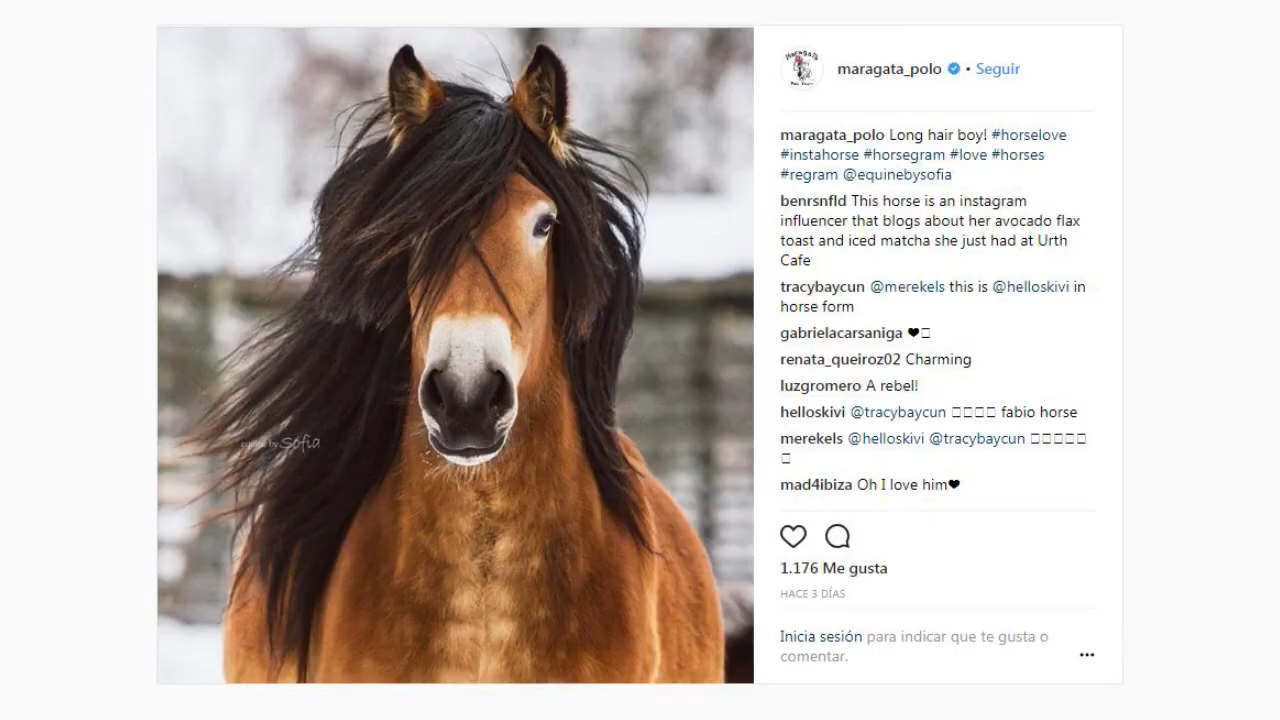 maragata_polo • Seguir
maragata_polo Long hair boy! #horselove
#instahorse #horsegram #love #horses
#regram @equinebysofia
benrsnfld This horse is an instagram
influencer that blogs about her avocado flax
toast and iced matcha she just had at Urth
Cafe
tracybaycun @merekels this is @helloskivi in
horse form
gabrielacarsaniga ❤
renata_queiroz02 Charming
luzgromero A rebel!
helloskivi @tracybaycun fabio horse
merekels @helloskivi @tracybaycun
mad4ibiza Oh I love him❤
Sofia
1.176 Me gusta
HACE 3 DÍAS
Inicia sesión para indicar que te gusta o
comentar.